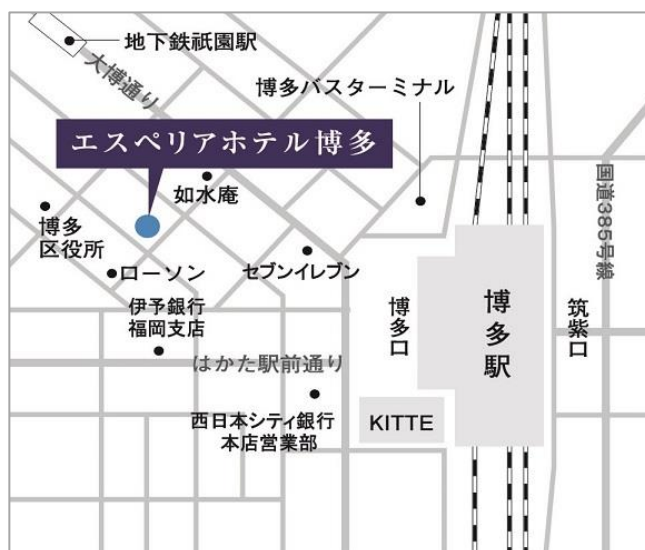 地下鉄祇園駅
大博通り
博多バスターミナル
エスペリアホテル博多
如水庵
国道385号線
博多
区役所
ローソン
セブンイレブン
伊予銀行
福岡支店
博多口
博多駅
筑紫口
はかた駅前通り
西日本シティ銀行
本店営業部
KITTE